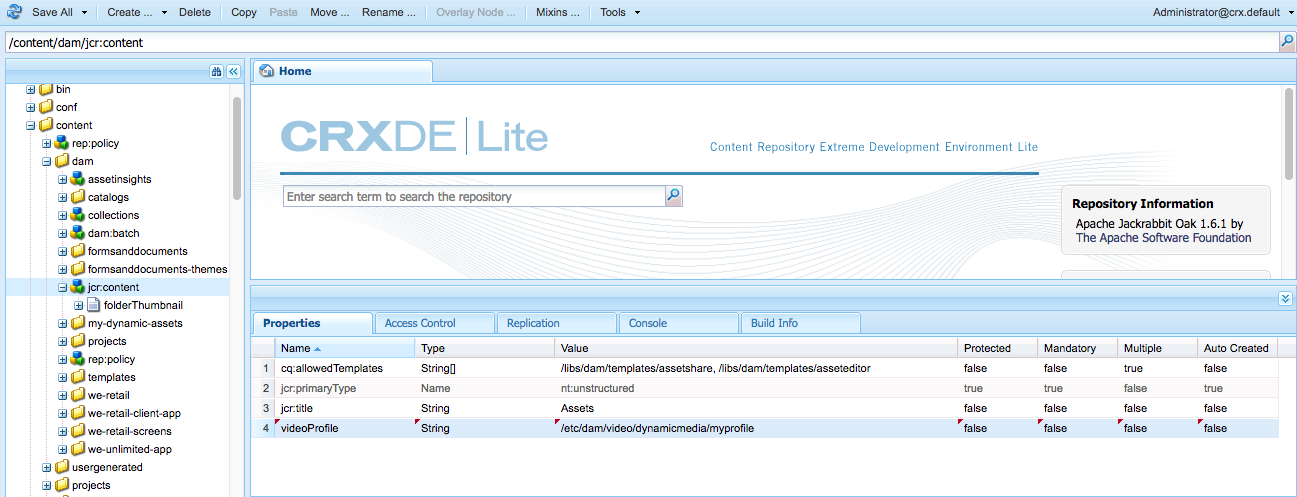 Save All Create ... Delete Copy Paste Move ... Rename ... Overlay Node ... Mixins ... Tools Administrator@crx.default
/content/dam/jcr:content
bin
conf
content
rep:policy
dam
assetinsights
catalogs
collections
dam:batch
formsanddocuments
formsanddocuments-themes
jcr:content
folderThumbnail
my-dynamic-assets
projects
rep:policy
templates
we-retail
we-retail-client-app
we-retail-screens
we-unlimited-app
usergenerated
projects
Home
CRXDE Lite
Content Repository Extreme Development Environment Lite
Enter search term to search the repository
Repository Information
Apache Jackrabbit Oak 1.6.1 by
The Apache Software Foundation
Properties Access Control Replication Console Build Info
Name Type Value Protected Mandatory Multiple Auto Created
1 cq:allowedTemplates String[] /libs/dam/templates/assetshare, /libs/dam/templates/asseteditor false false true false
2 jcr:primaryType Name nt:unstructured true true false true
3 jcr:title String Assets false false false false
4 videoProfile String /etc/dam/video/dynamicmedia/myprofile false false false false